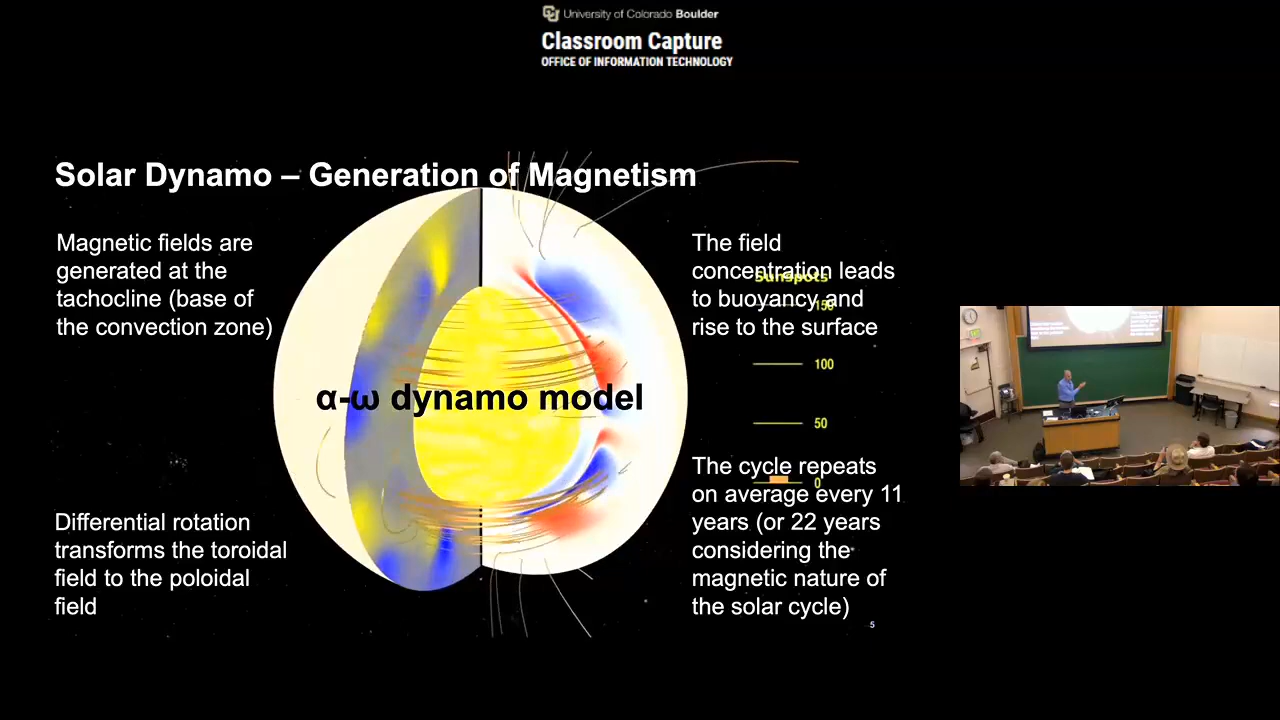 University of Colorado Boulder
Classroom Capture
OFFICE OF INFORMATION TECHNOLOGY
Solar Dynamo – Generation of Magnetism
Magnetic fields are
generated at the
tachocline (base of
the convection zone)
Differential rotation
transforms the toroidal
field to the poloidal
field
α-ω dynamo model
The field
concentration leads
to buoyancy and
rise to the surface
Sunspots
150
100
50
0
The cycle repeats
on average every 11
years (or 22 years
considering the
magnetic nature of
the solar cycle)
5